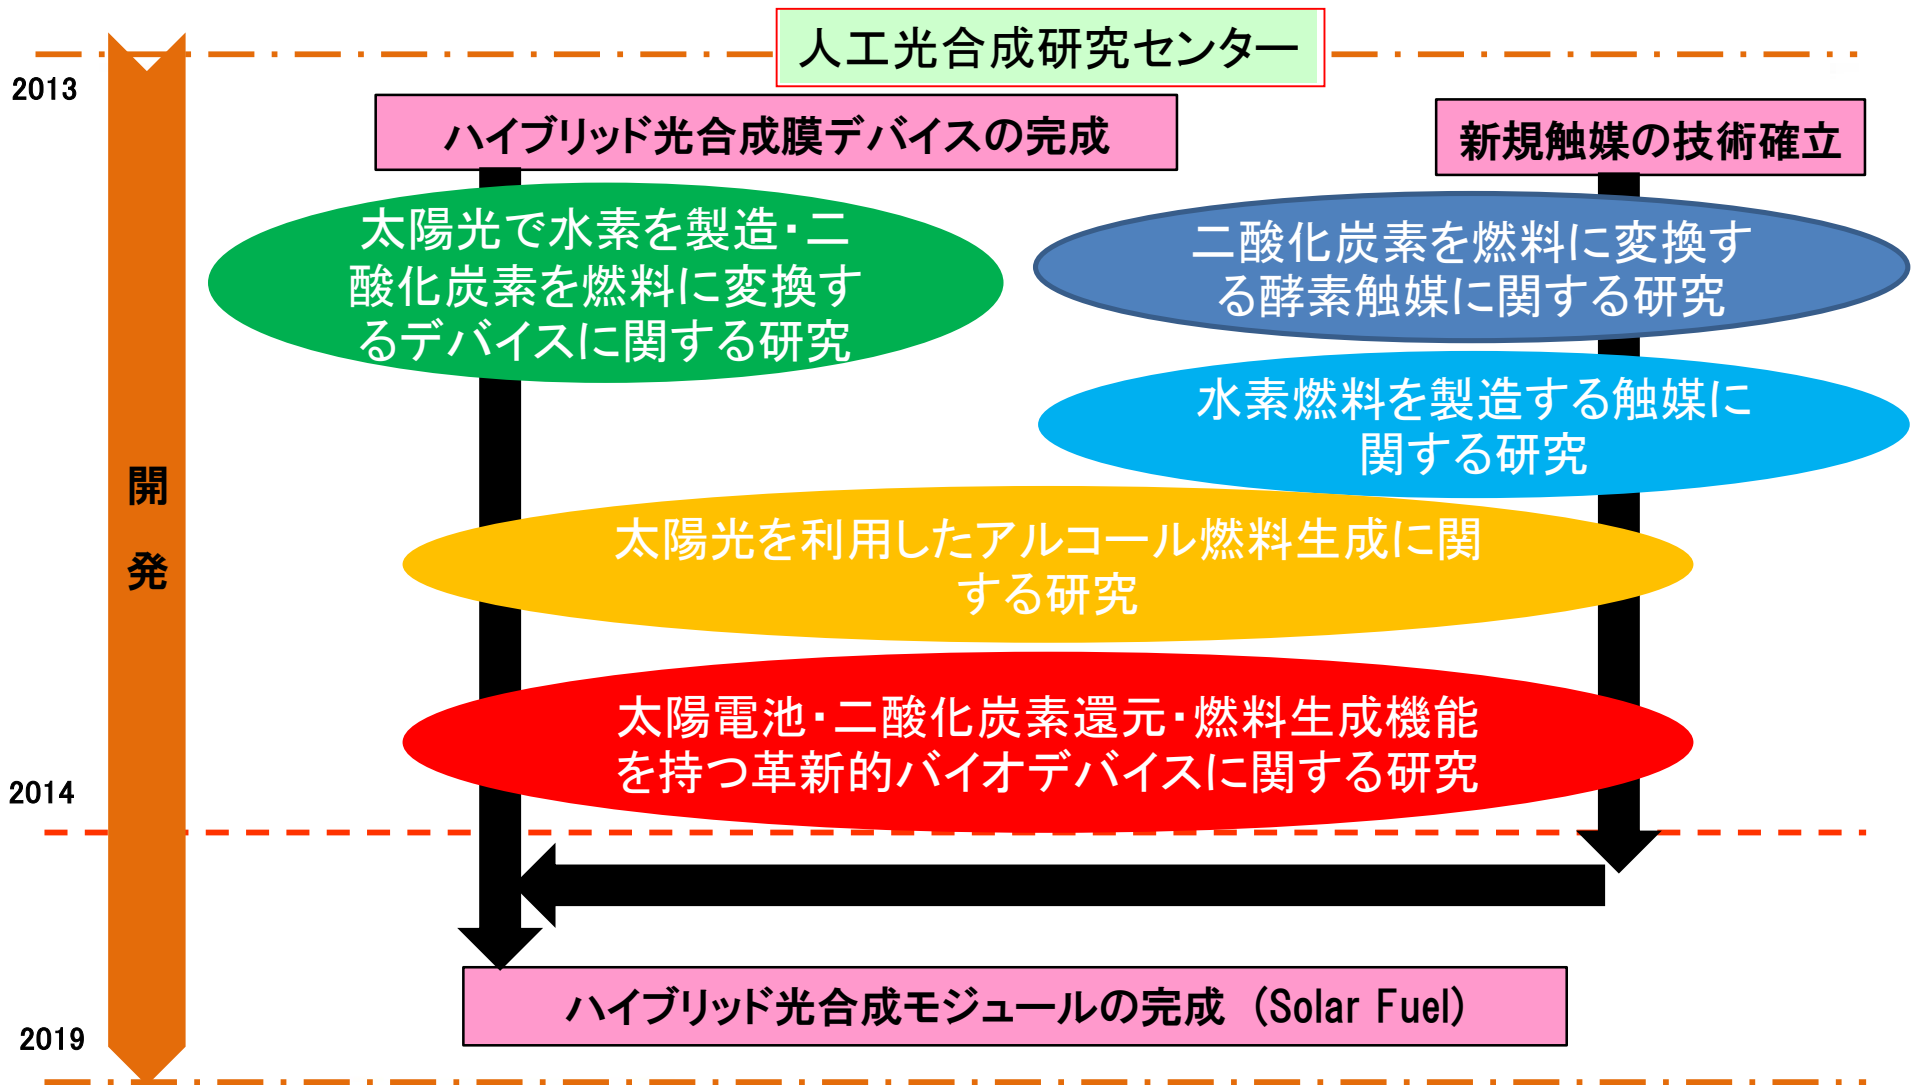 人工光合成研究センター
2013
ハイブリッド光合成膜デバイスの完成
新規触媒の技術確立
太陽光で水素を製造・二
酸化炭素を燃料に変換す
るデバイスに関する研究
二酸化炭素を燃料に変換す
る酵素触媒に関する研究
水素燃料を製造する触媒に
関する研究
開
発
太陽光を利用したアルコール燃料生成に関
する研究
太陽電池・二酸化炭素還元・燃料生成機能
を持つ革新的バイオデバイスに関する研究
2014
ハイブリッド光合成モジュールの完成 (Solar Fuel)
2019